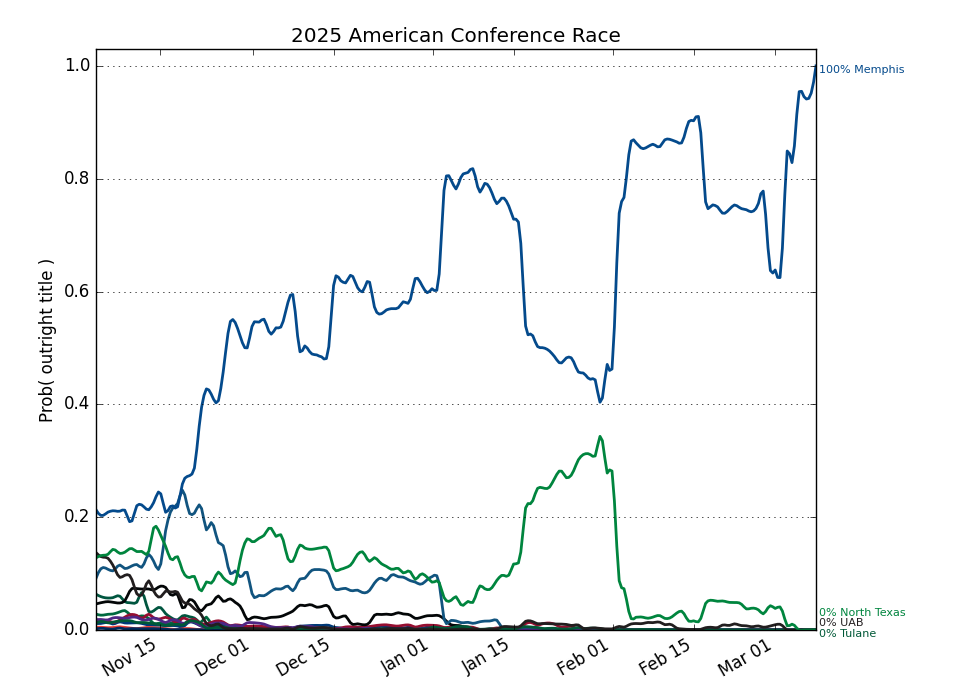 2025 American Conference Race
1.0
100% Memphis
0.8
0.6
Prob( outright title )
0.4
0.2
0% North Texas
0% UAB
0.0
0% Tulane
Nov 15
Dec 01
Dec 15
Jan 01
Jan 15
Feb 01
Feb 15
Mar 01